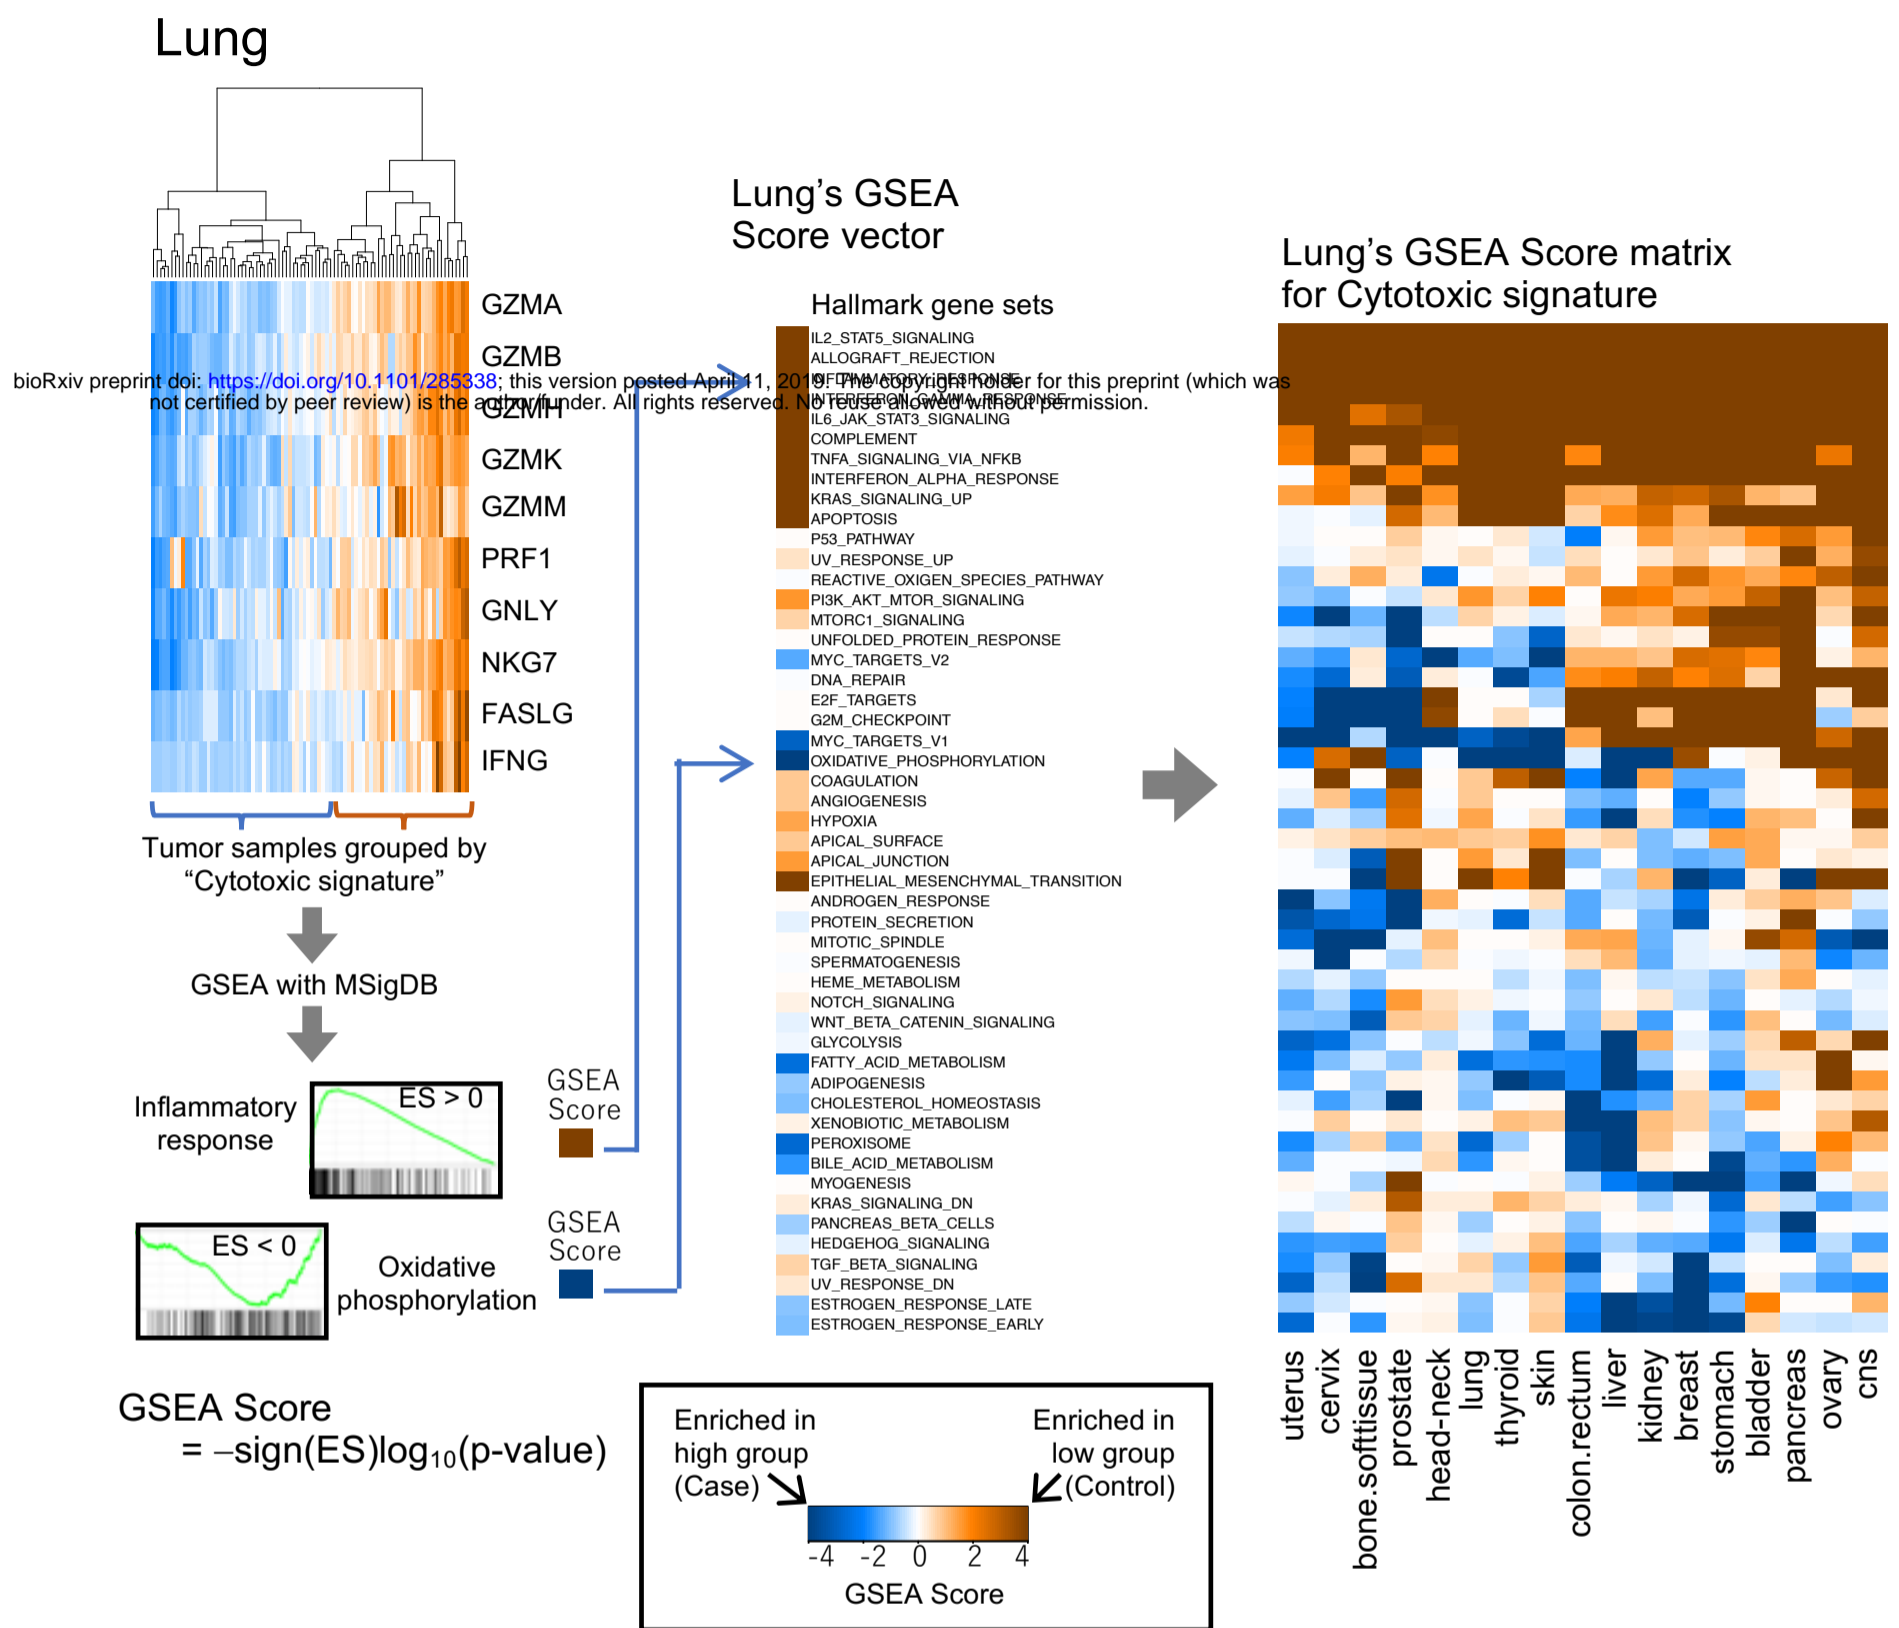 Lung
GZMA
GZMB
GZMH
GZMK
GZMM
PRF1
GNLY
NKG7
FASLG
IFNG
bioRxiv preprint doi: https://doi.org/10.1101/285338; this version posted April 11, 2019. The copyright holder for this preprint (which was
not certified by peer review) is the author/funder. All rights reserved. No reuse allowed without permission.
Tumor samples grouped by
“Cytotoxic signature”
GSEA with MSigDB
Inflammatory
response
ES > 0
GSEA
Score
ES < 0
Oxidative
phosphorylation
GSEA
Score
GSEA Score
= –sign(ES)log₁₀(p-value)
Lung’s GSEA
Score vector
Hallmark gene sets
IL2_STAT5_SIGNALING
ALLOGRAFT_REJECTION
INFLAMMATORY_RESPONSE
INTERFERON_GAMMA_RESPONSE
IL6_JAK_STAT3_SIGNALING
COMPLEMENT
TNFA_SIGNALING_VIA_NFKB
INTERFERON_ALPHA_RESPONSE
KRAS_SIGNALING_UP
APOPTOSIS
P53_PATHWAY
UV_RESPONSE_UP
REACTIVE_OXIGEN_SPECIES_PATHWAY
PI3K_AKT_MTOR_SIGNALING
MTORC1_SIGNALING
UNFOLDED_PROTEIN_RESPONSE
MYC_TARGETS_V2
DNA_REPAIR
E2F_TARGETS
G2M_CHECKPOINT
MYC_TARGETS_V1
OXIDATIVE_PHOSPHORYLATION
COAGULATION
ANGIOGENESIS
HYPOXIA
APICAL_SURFACE
APICAL_JUNCTION
EPITHELIAL_MESENCHYMAL_TRANSITION
ANDROGEN_RESPONSE
PROTEIN_SECRETION
MITOTIC_SPINDLE
SPERMATOGENESIS
HEME_METABOLISM
NOTCH_SIGNALING
WNT_BETA_CATENIN_SIGNALING
GLYCOLYSIS
FATTY_ACID_METABOLISM
ADIPOGENESIS
CHOLESTEROL_HOMEOSTASIS
XENOBIOTIC_METABOLISM
PEROXISOME
BILE_ACID_METABOLISM
MYOGENESIS
KRAS_SIGNALING_DN
PANCREAS_BETA_CELLS
HEDGEHOG_SIGNALING
TGF_BETA_SIGNALING
UV_RESPONSE_DN
ESTROGEN_RESPONSE_LATE
ESTROGEN_RESPONSE_EARLY
Enriched in
high group
(Case)
Enriched in
low group
(Control)
-4 -2 0 2 4
GSEA Score
Lung’s GSEA Score matrix
for Cytotoxic signature
uterus
cervix
bone.softtissue
prostate
head-neck
lung
thyroid
skin
colon.rectum
liver
kidney
breast
stomach
bladder
pancreas
ovary
cns